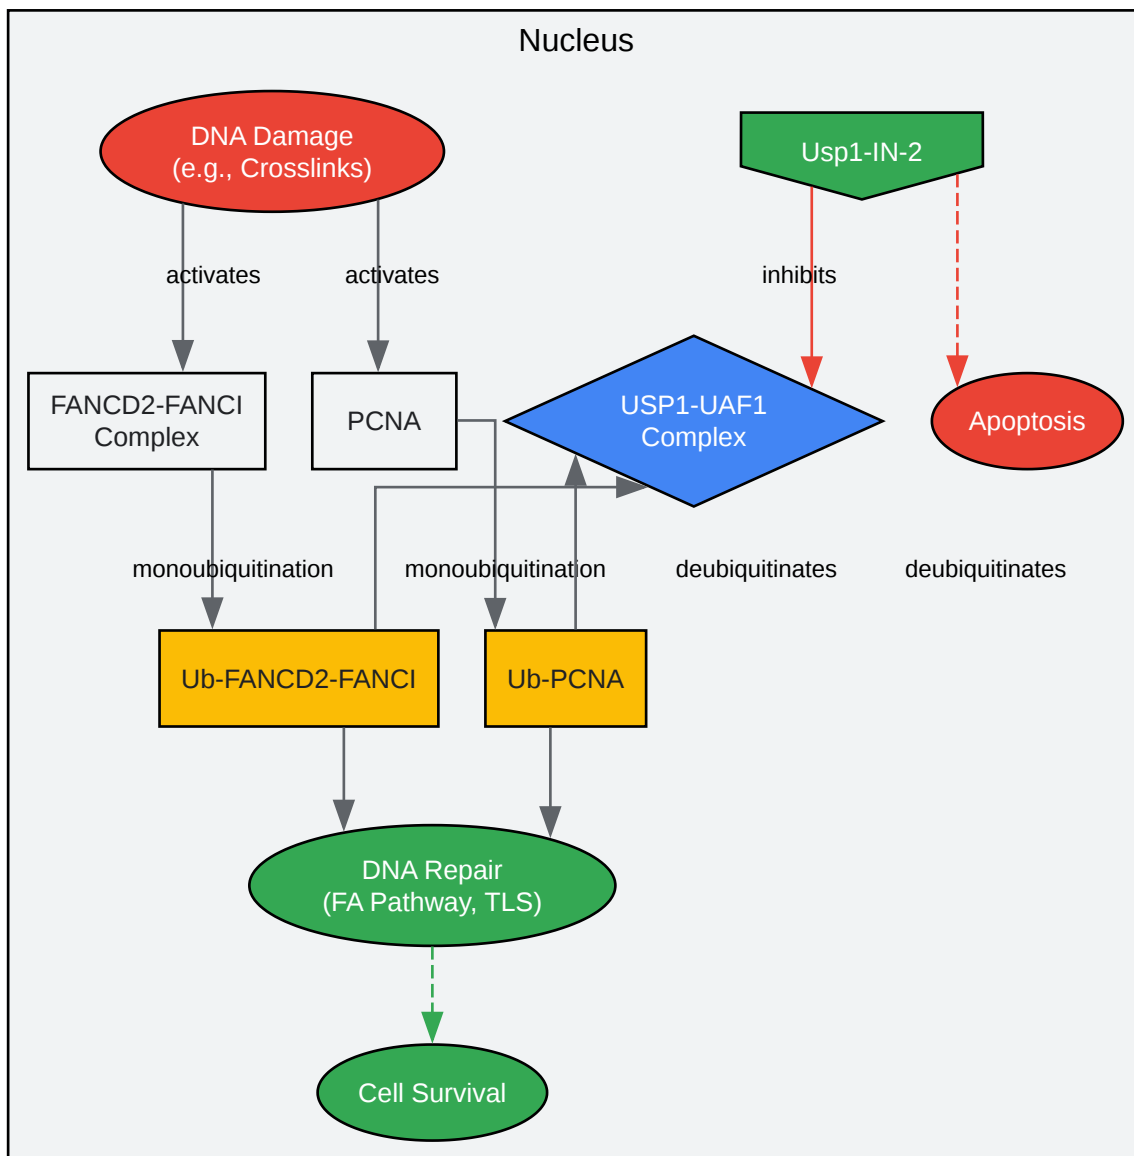 Nucleus
DNA Damage
(e.g., Crosslinks)
Usp1-IN-2
activates
activates
inhibits
FANCD2-FANCI
Complex
PCNA
USP1-UAF1
Complex
Apoptosis
monoubiquitination
monoubiquitination
deubiquitinates
deubiquitinates
Ub-FANCD2-FANCI
Ub-PCNA
DNA Repair
(FA Pathway, TLS)
Cell Survival